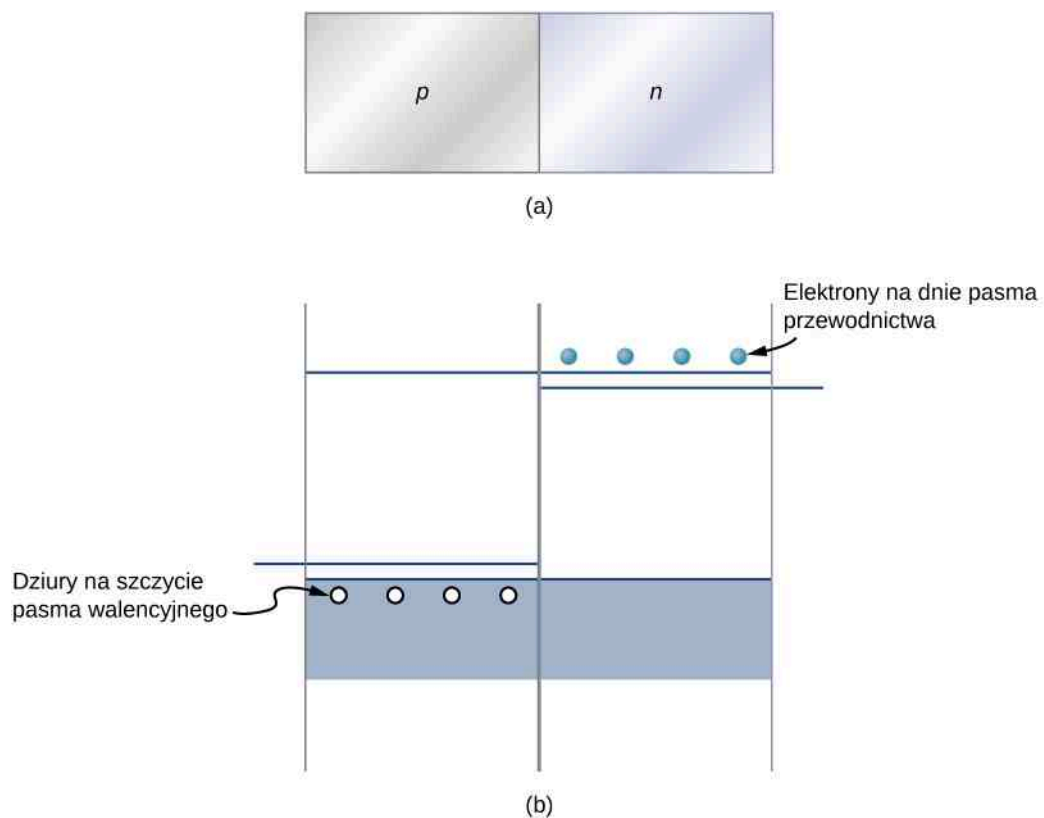 p
n
(a)
Elektrony na dnie pasma
przewodnictwa
Dziury na szczycie
pasma walencyjnego
(b)